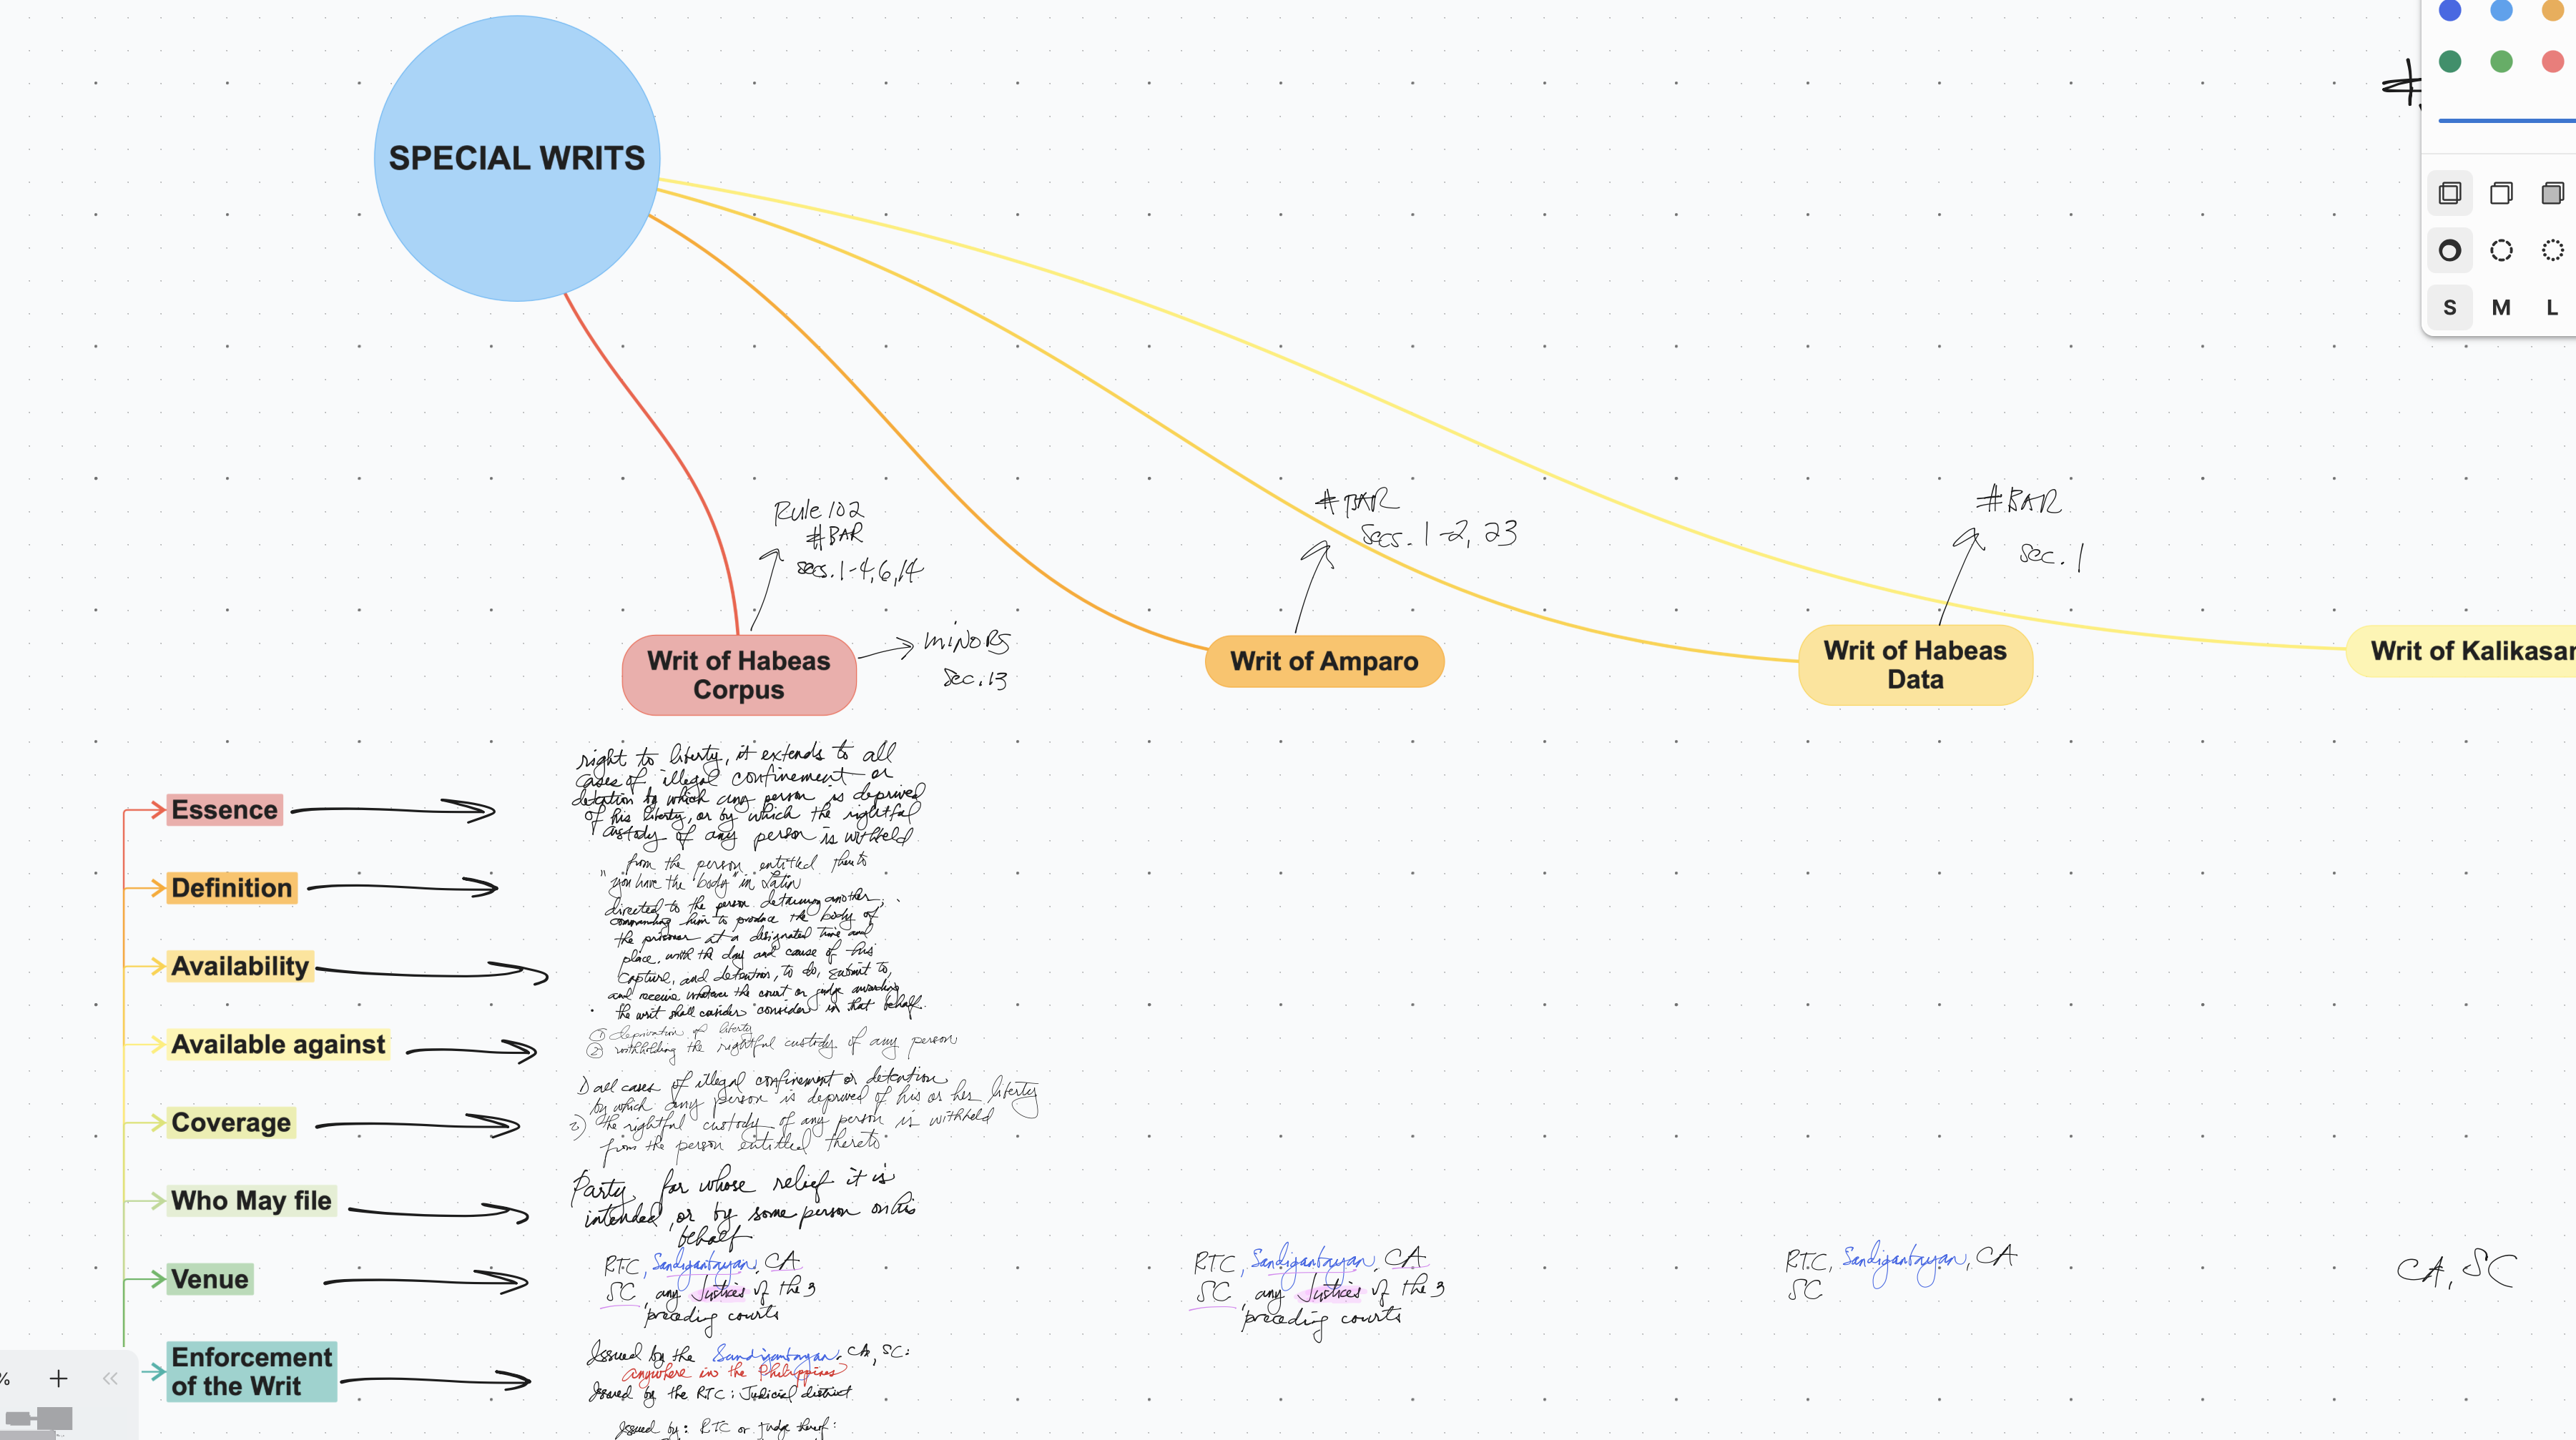 SPECIAL WRITS
S M L
Rule 102
#BAR
secs. 1-4, 6, 14
#BAR
secs. 1-2, 23
#BAR
sec. 1
minors
sec. 13
Writ of Habeas
Corpus
Writ of Amparo
Writ of Habeas
Data
Writ of Kalikasan
Essence
Definition
Availability
Available against
Coverage
Who May file
Venue
Enforcement
of the Writ
right to liberty, it extends to all
cases of illegal confinement or
detention by which any person is deprived
of his liberty, or by which the rightful
custody of any person is withheld
from the person entitled thereto
"you have the body" in Latin
directed to the person detaining another,
commanding him to produce the body of
the prisoner at a designated time and
place, with the day and cause of his
capture, and detention, to do, submit to,
and receive whatever the court or judge awarding
the writ shall consider in that behalf.
① deprivation of liberty
② withholding the rightful custody of any person
1) all cases of illegal confinement or detention
by which any person is deprived of his or her liberty
2) the rightful custody of any person is withheld
from the person entitled thereto
Party for whose relief it is
intended, or by some person on his
behalf
RTC, Sandiganbayan, CA
SC, any Justices of the 3
preceding courts
RTC, Sandiganbayan, CA
SC, any Justices of the 3
preceding courts
RTC, Sandiganbayan, CA
SC
CA, SC
Issued by the Sandiganbayan, CA, SC:
anywhere in the Philippines
Issued by the RTC: Judicial district
Issued by: RTC or judge thereof:
%